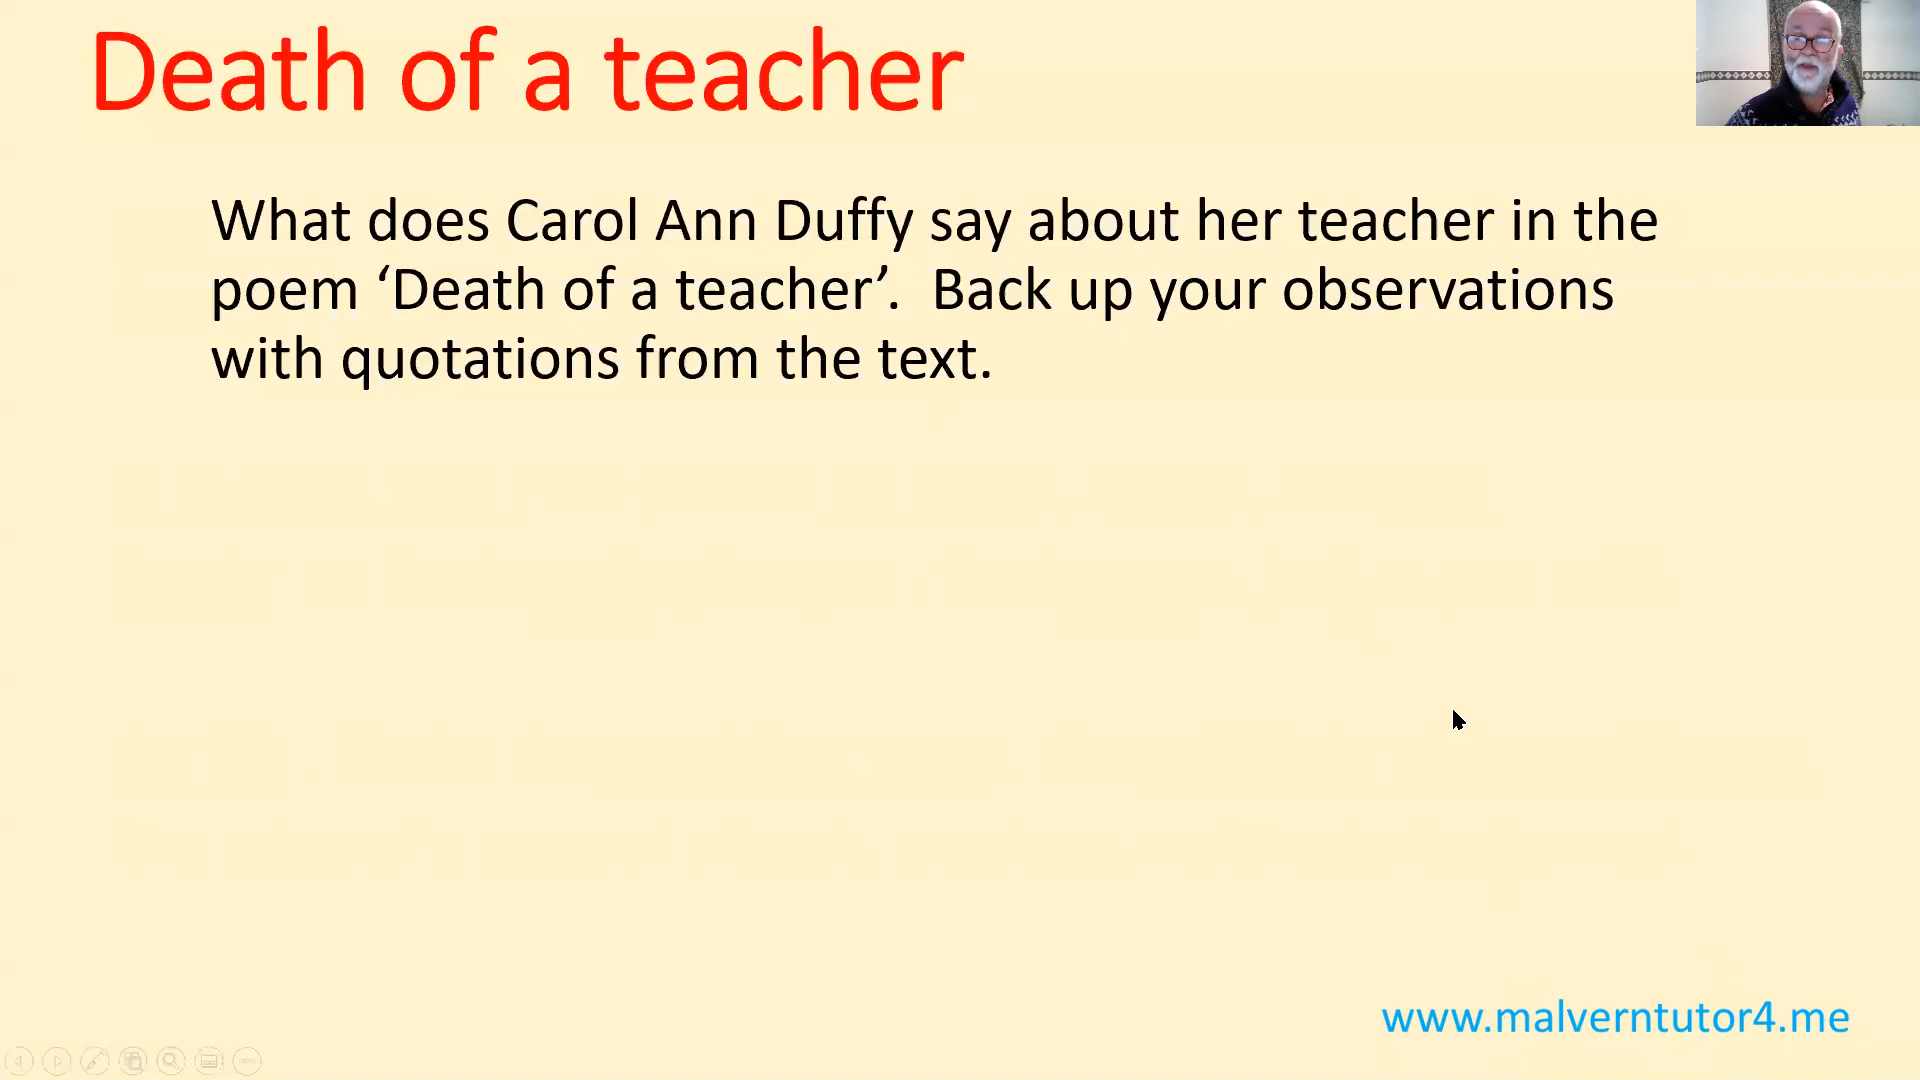 Death of a teacher
What does Carol Ann Duffy say about her teacher in the
poem ‘Death of a teacher’.  Back up your observations
with quotations from the text.
www.malverntutor4.me